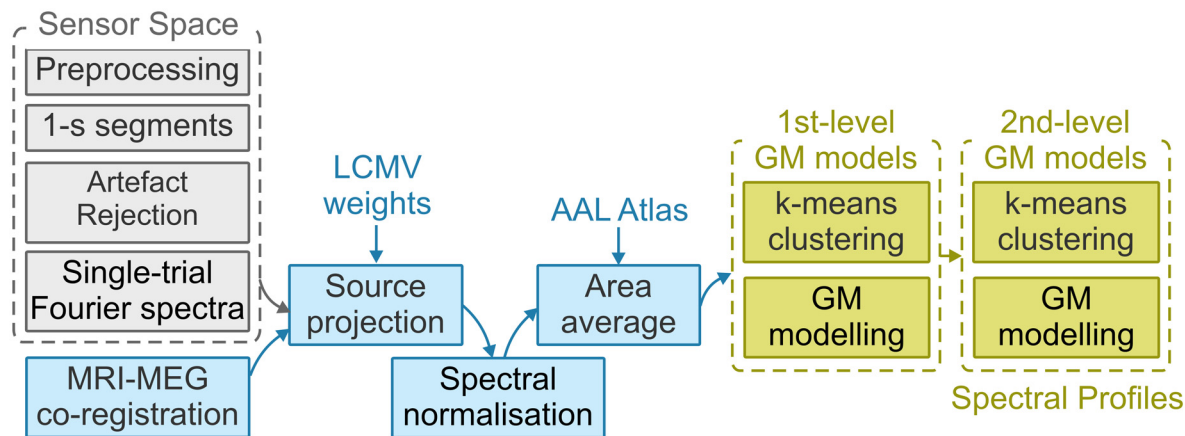 Sensor Space
Preprocessing
1-s segments
Artefact
Rejection
Single-trial
Fourier spectra
MRI-MEG
co-registration
LCMV
weights
Source
projection
Spectral
normalisation
AAL Atlas
Area
average
1st-level
GM models
k-means
clustering
GM
modelling
2nd-level
GM models
k-means
clustering
GM
modelling
Spectral Profiles